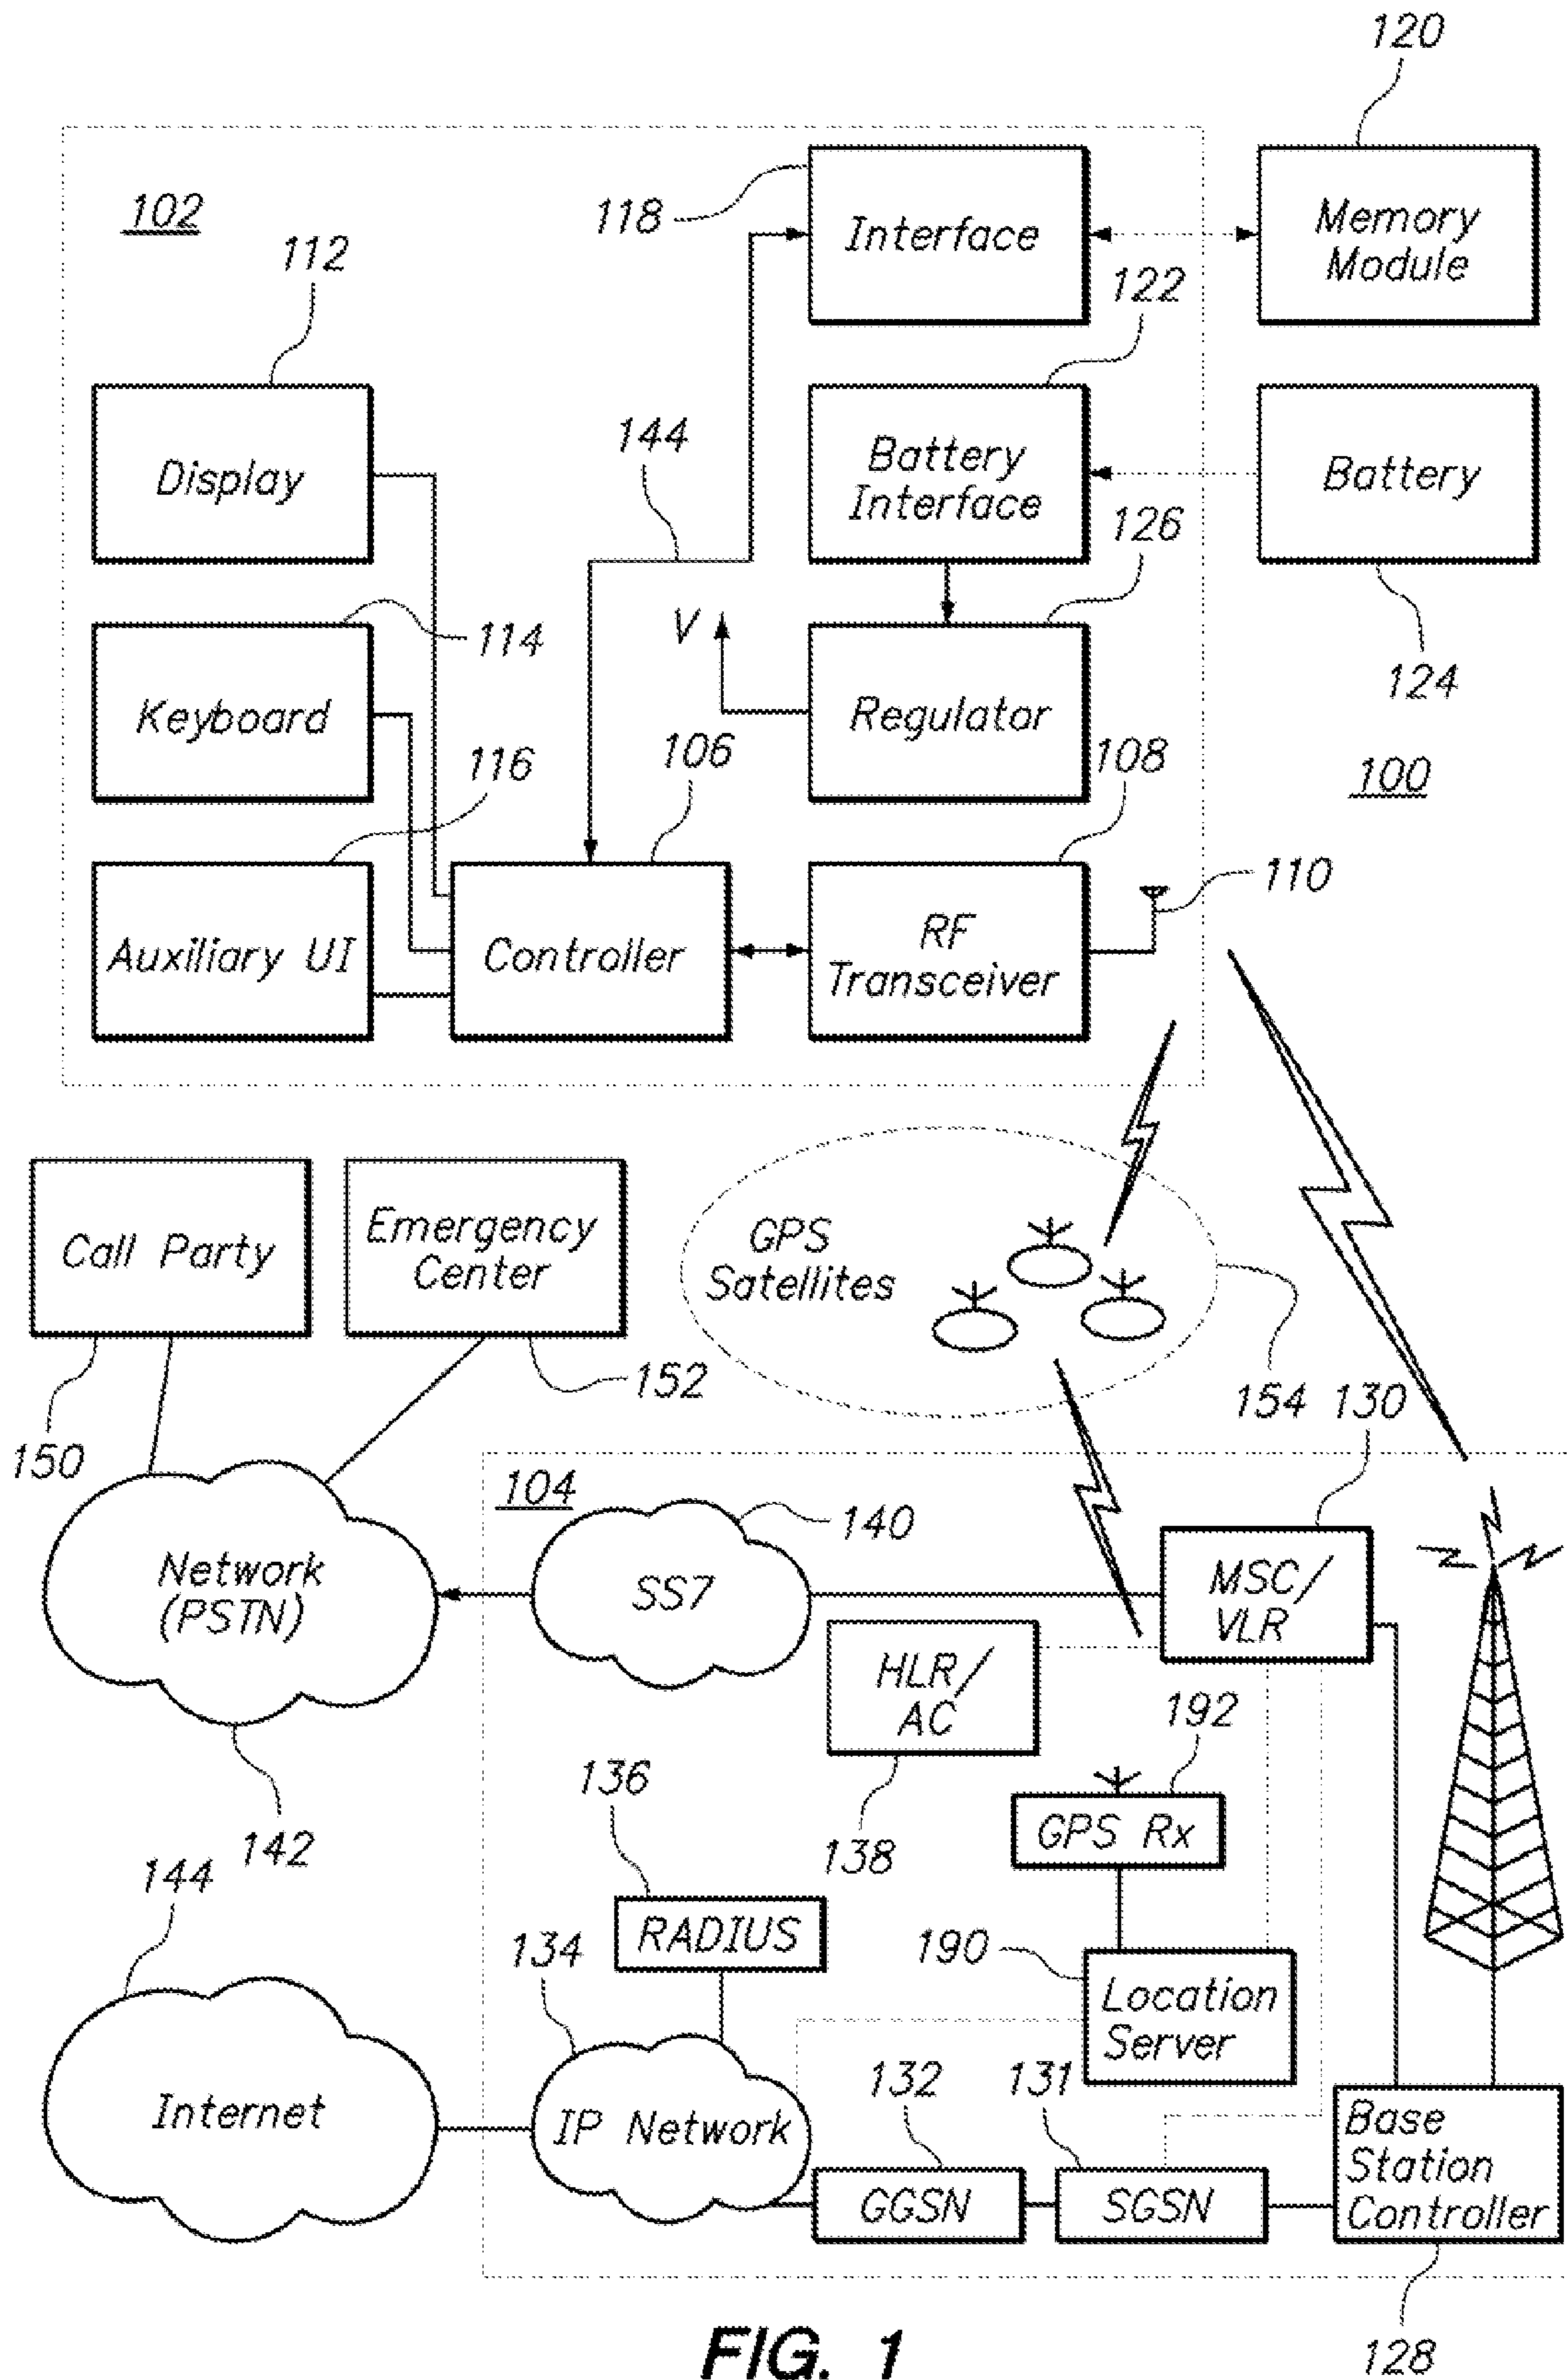 120
102
118
Interface
Memory
Module
112
122
Display
144
Battery
Interface
Battery
126
114
V
124
Keyboard
Regulator
116
106
108
100
110
Auxiliary UI
Controller
RF
Transceiver
Call Party
Emergency
Center
GPS
Satellites
150
152
154
130
104
140
Network
(PSTN)
SS7
MSC/
VLR
HLR/
AC
192
142
136
138
GPS Rx
144
134
RADIUS
190
Location
Server
Internet
IP Network
132
131
GGSN
SGSN
Base
Station
Controller
128
FIG. 1